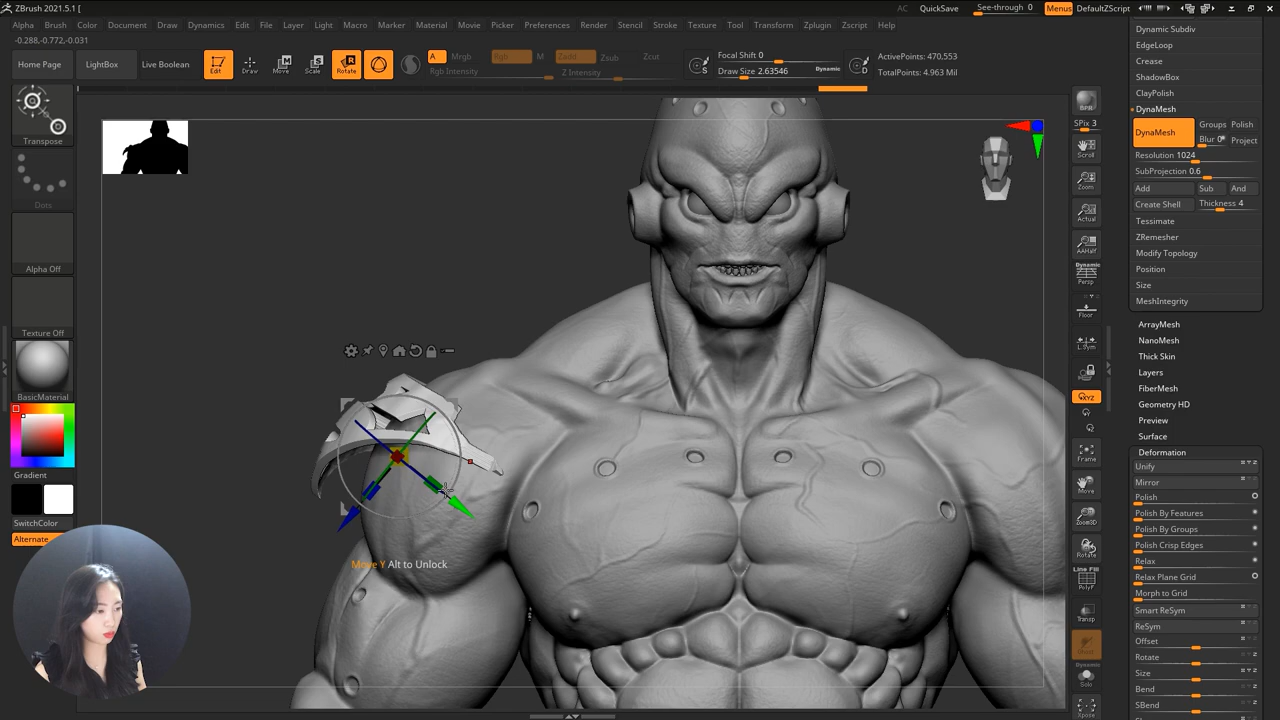 ZBrush 2021.5.1 [
AC QuickSave See-through 0 Menus DefaultZScript
Alpha Brush Color Document Draw Dynamics Edit File Layer Light Macro Marker Material Movie Picker Preferences Render Stencil Stroke Texture Tool Transform Zplugin Zscript Help
-0.288,-0.772,-0.031
Home Page LightBox Live Boolean
Edit Draw Move Scale Rotate
A Mrgb Rgb M Zadd Zsub Zcut
Rgb Intensity Z Intensity
S Focal Shift 0
Draw Size 2.63546 Dynamic
D ActivePoints: 470,553
TotalPoints: 4.963 Mil
Transpose
Dots
Alpha Off
Texture Off
BasicMaterial
Gradient
SwitchColor
Alternate
Move Y Alt to Unlock
BPR
SPix 3
Scroll
Zoom
Actual
AAHalf
Dynamic
Persp
Floor
L.Sym
XYZ
Frame
Move
Zoom3D
Rotate
Line Fill
PolyF
Transp
Ghost
Dynamic
Solo
Xpose
Dynamic Subdiv
EdgeLoop
Crease
ShadowBox
ClayPolish
DynaMesh
DynaMesh Groups Polish
Blur 0 Project
Resolution 1024
SubProjection 0.6
Add Sub And
Create Shell Thickness 4
Tessimate
ZRemesher
Modify Topology
Position
Size
MeshIntegrity
ArrayMesh
NanoMesh
Thick Skin
Layers
FiberMesh
Geometry HD
Preview
Surface
Deformation
Unify
Mirror
Polish
Polish By Features
Polish By Groups
Polish Crisp Edges
Relax
Relax Plane Grid
Morph to Grid
Smart ReSym
ReSym
Offset
Rotate
Size
Bend
SBend